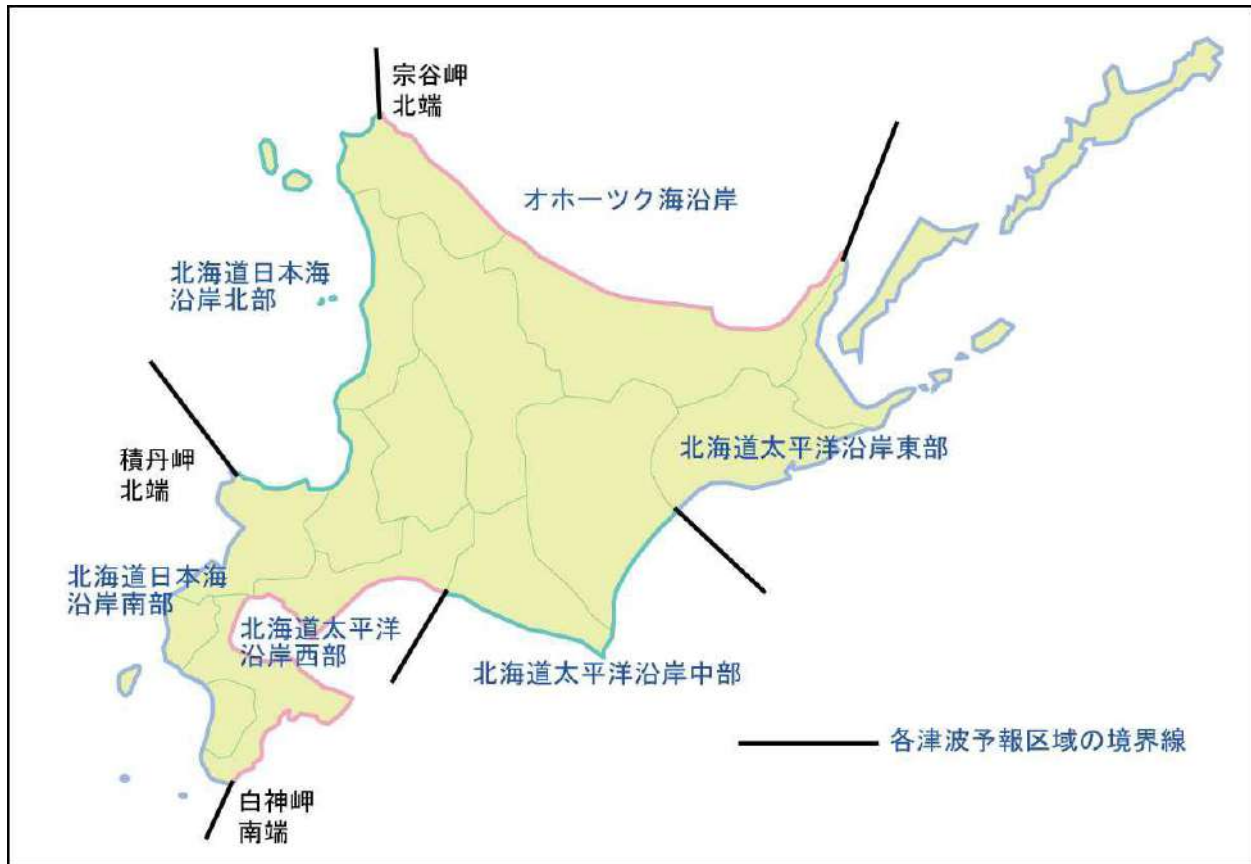 宗谷岬
北端
オホーツク海沿岸
北海道日本海
沿岸北部
積丹岬
北端
北海道太平洋沿岸東部
北海道日本海
沿岸南部
北海道太平洋
沿岸西部
北海道太平洋沿岸中部
各津波予報区域の境界線
白神岬
南端